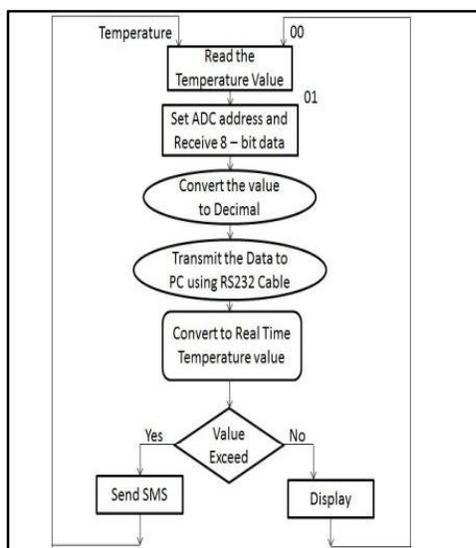 Temperature
00
Read the
Temperature Value
01
Set ADC address and
Receive 8 – bit data
Convert the value
to Decimal
Transmit the Data to
PC using RS232 Cable
Convert to Real Time
Temperature value
Yes
Value
Exceed
No
Send SMS
Display